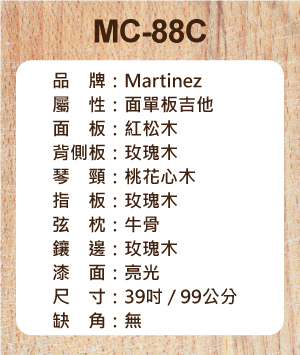 MC-88C
品　牌：Martinez
屬　性：面單板吉他
面　板：紅松木
背側板：玫瑰木
琴　頸：桃花心木
指　板：玫瑰木
弦　枕：牛骨
鑲　邊：玫瑰木
漆　面：亮光
尺　寸：39吋 / 99公分
缺　角：無